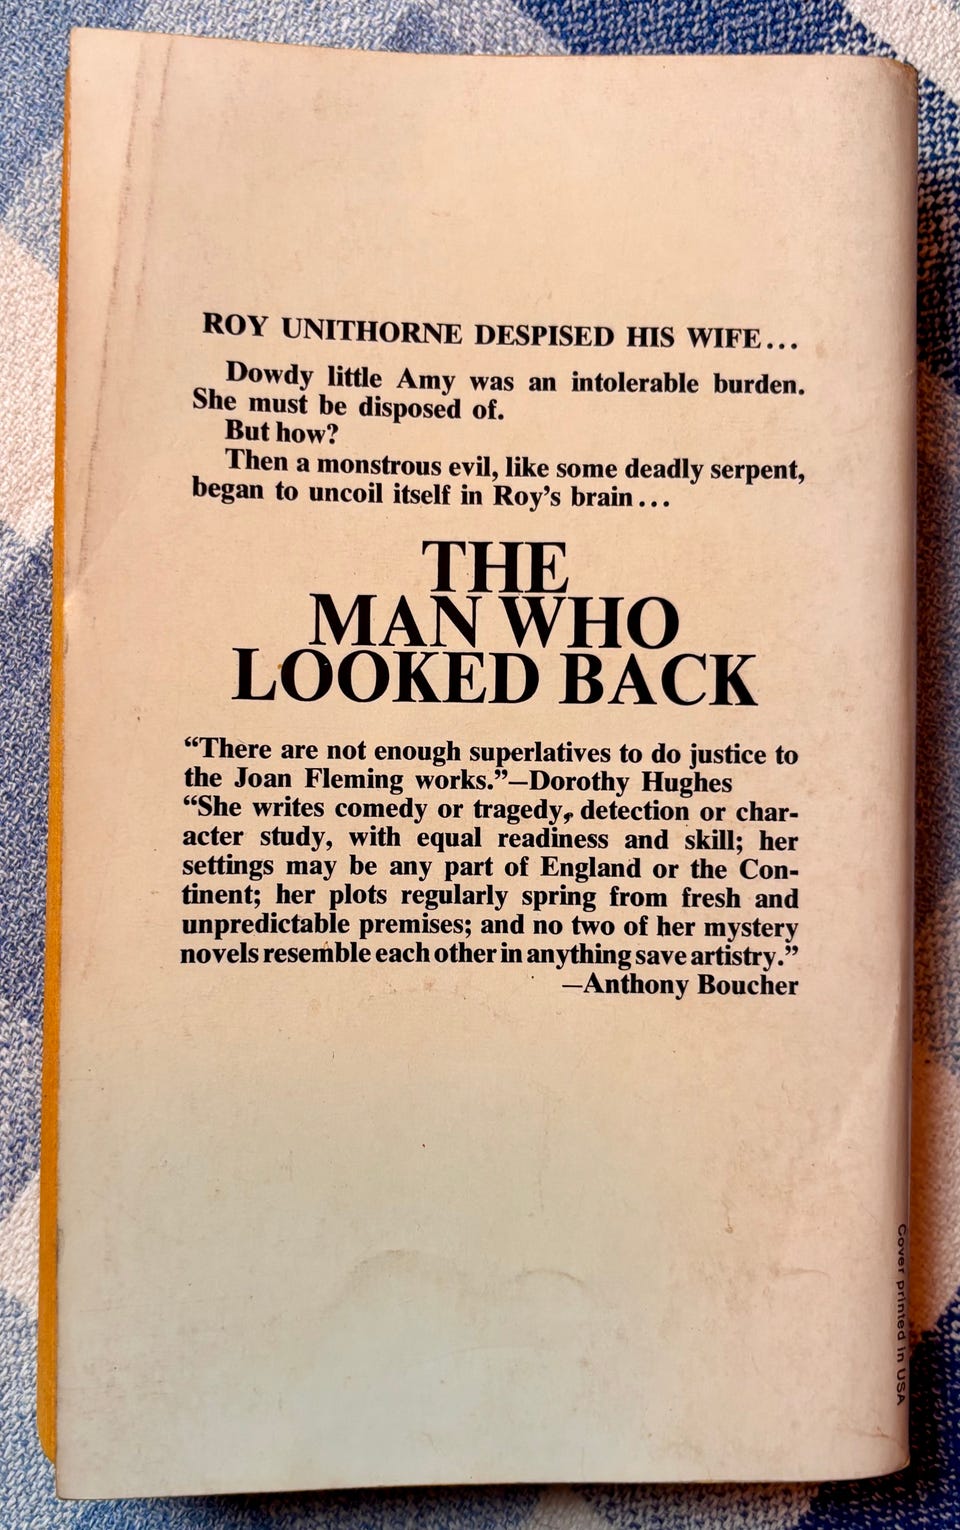 ROY UNITHORNE DESPISED HIS WIFE...
Dowdy little Amy was an intolerable burden.
She must be disposed of.
But how?
Then a monstrous evil, like some deadly serpent,
began to uncoil itself in Roy's brain...
THE
MAN WHO
LOOKED BACK
“There are not enough superlatives to do justice to
the Joan Fleming works.”—Dorothy Hughes
“She writes comedy or tragedy, detection or char-
acter study, with equal readiness and skill; her
settings may be any part of England or the Con-
tinent; her plots regularly spring from fresh and
unpredictable premises; and no two of her mystery
novels resemble each other in anything save artistry.”
—Anthony Boucher
Cover printed in USA